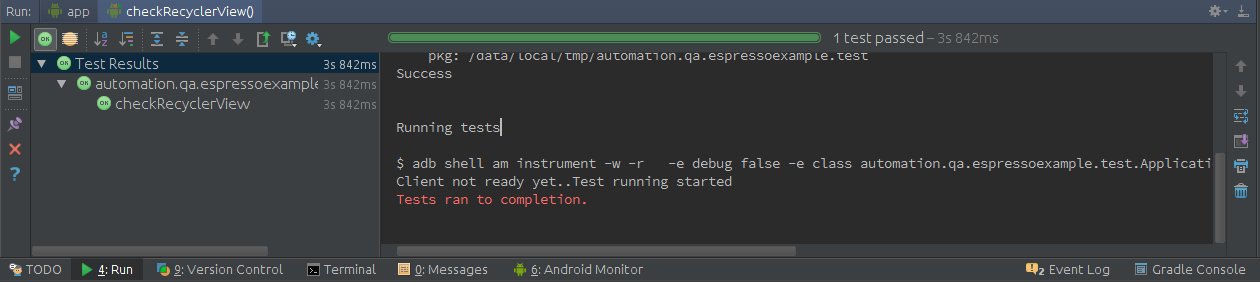 Run: app checkRecyclerView()
1 test passed – 3s 842ms
Test Results 3s 842ms
automation.qa.espressoexample 3s 842ms
checkRecyclerView 3s 842ms
pkg: /data/local/tmp/automation.qa.espressoexample.test
Success
Running tests
$ adb shell am instrument -w -r   -e debug false -e class automation.qa.espressoexample.test.Applicati
Client not ready yet..Test running started
Tests ran to completion.
TODO 4: Run 9: Version Control Terminal 0: Messages 6: Android Monitor 2 Event Log Gradle Console